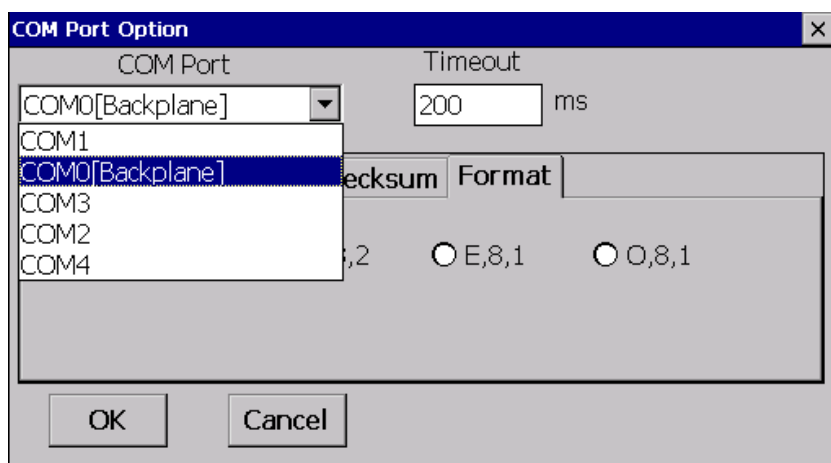 COM Port Option
COM Port Timeout
COM0[Backplane] 200 ms
COM1
COM0[Backplane]
COM3
COM2
COM4
Format
,2 E,8,1 O,8,1
OK Cancel